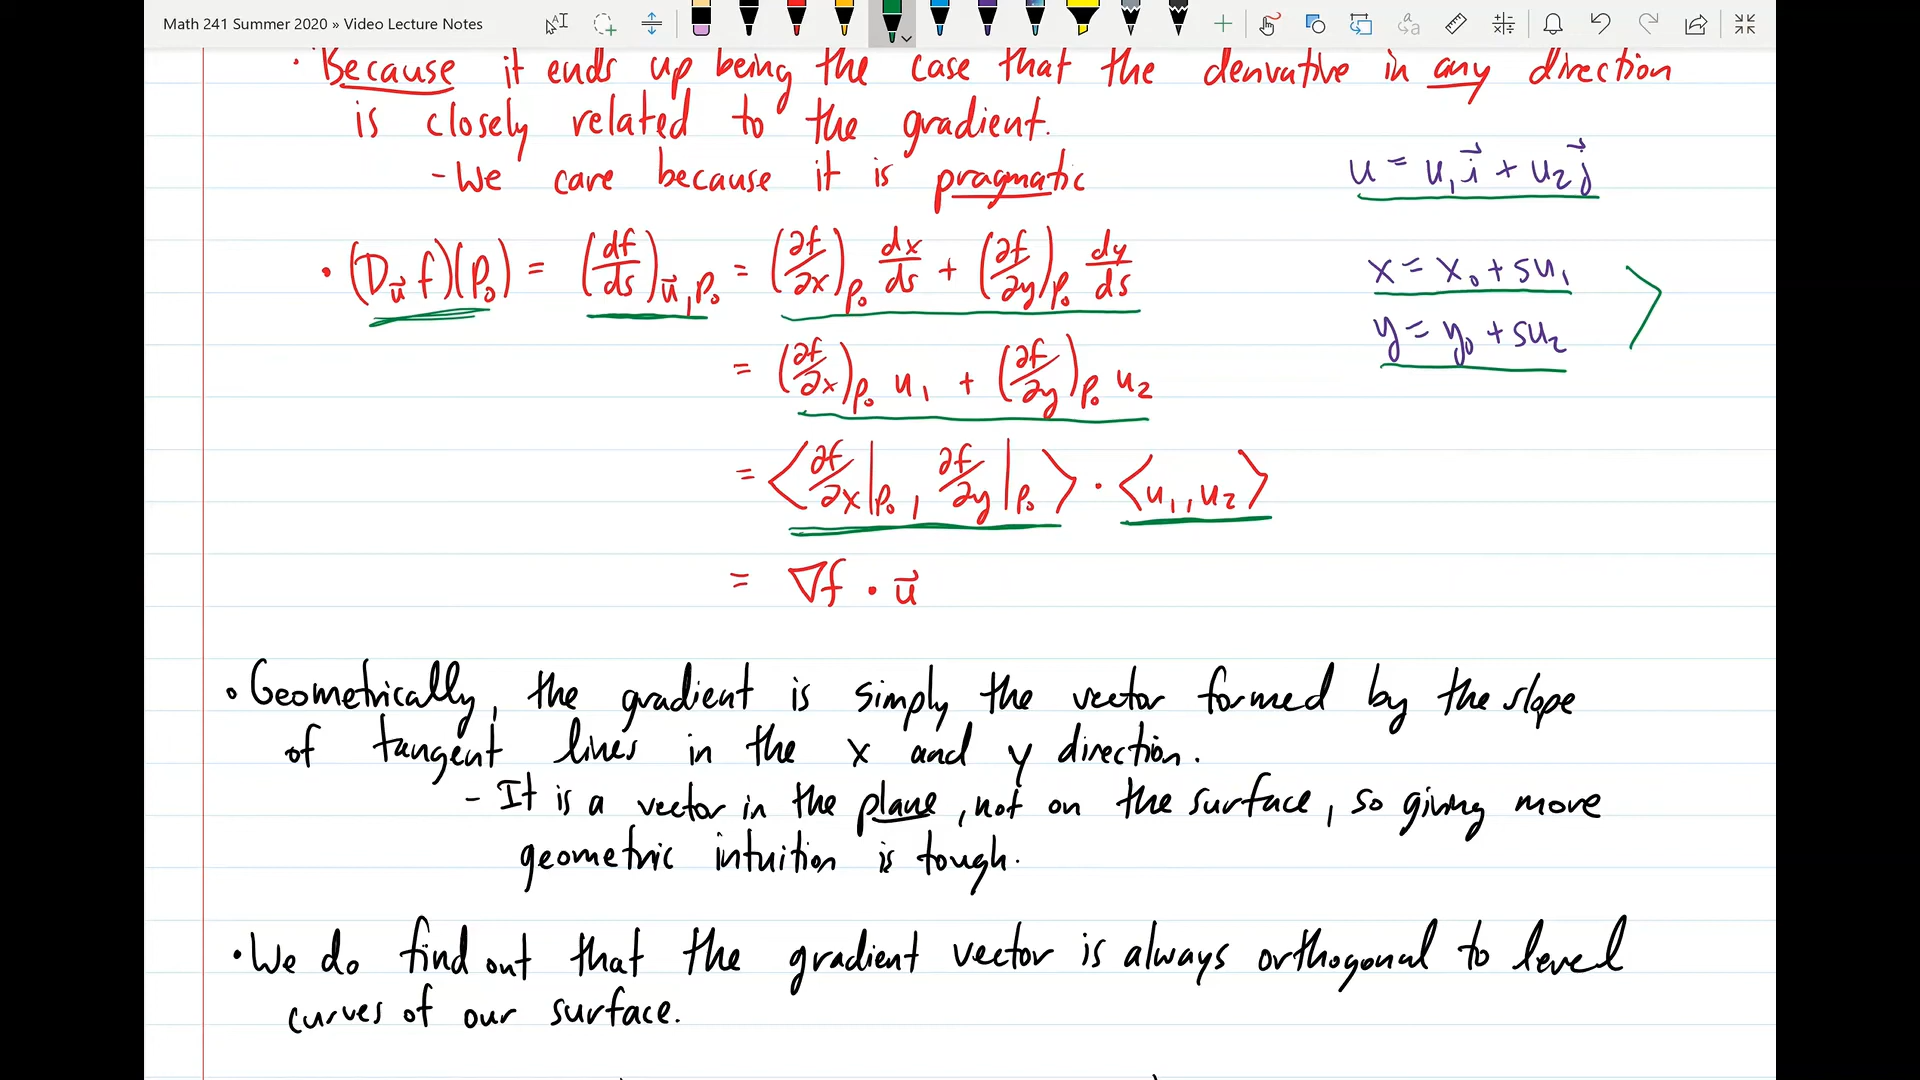 Math 241 Summer 2020 » Video Lecture Notes
· Because it ends up being the case that the derivative in any direction
is closely related to the gradient.
- We care because it is pragmatic
u = u₁i⃗ + u₂j⃗
· (D_u⃗ f)(P₀) = (df/ds)_u⃗,P₀ = (∂f/∂x)_P₀ dx/ds + (∂f/∂y)_P₀ dy/ds
x = x₀ + su₁
y = y₀ + su₂
= (∂f/∂x)_P₀ u₁ + (∂f/∂y)_P₀ u₂
= <∂f/∂x|P₀, ∂f/∂y|P₀> · <u₁, u₂>
= ∇f · u⃗
• Geometrically, the gradient is simply the vector formed by the slope
of tangent lines in the x and y direction.
- It is a vector in the plane, not on the surface, so giving more
geometric intuition is tough.
• We do find out that the gradient vector is always orthogonal to level
curves of our surface.